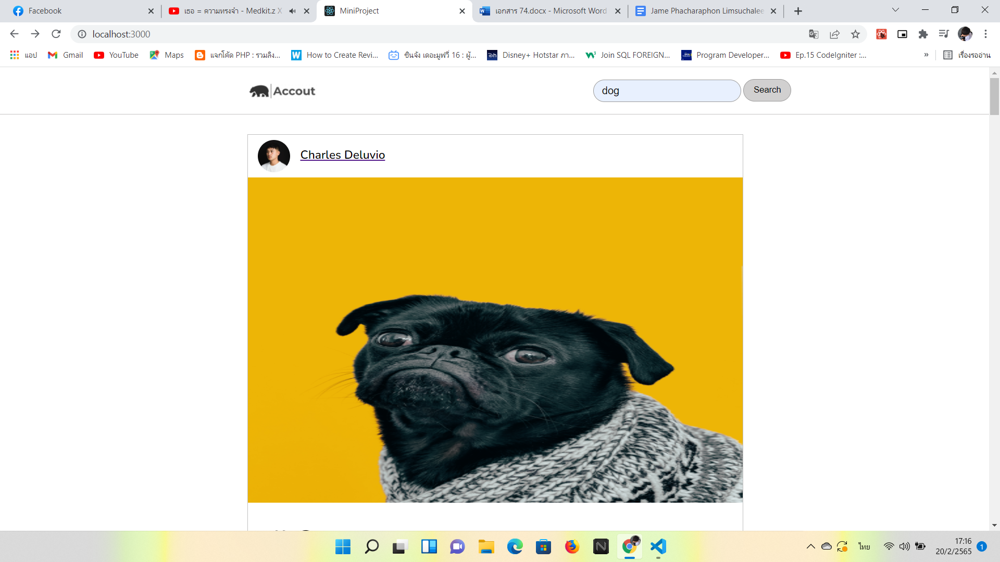 Facebook
เธอ = ความทรงจำ - Medkit.z X
MiniProject
เอกสาร 74.docx - Microsoft Word
Jame Phacharaphon Limsuchalee
localhost:3000
แอป
Gmail
YouTube
Maps
แจกโค้ด PHP : รวมลิง...
How to Create Revi...
ชินจัง เดอะมูฟวี่ 16 : ผู้...
Disney+ Hotstar ภา...
Join SQL FOREIGN...
Program Developer...
Ep.15 CodeIgniter :...
»
เรื่องรออ่าน
Accout
dog
Search
Charles Deluvio
ไทย
17:16
20/2/2565
1